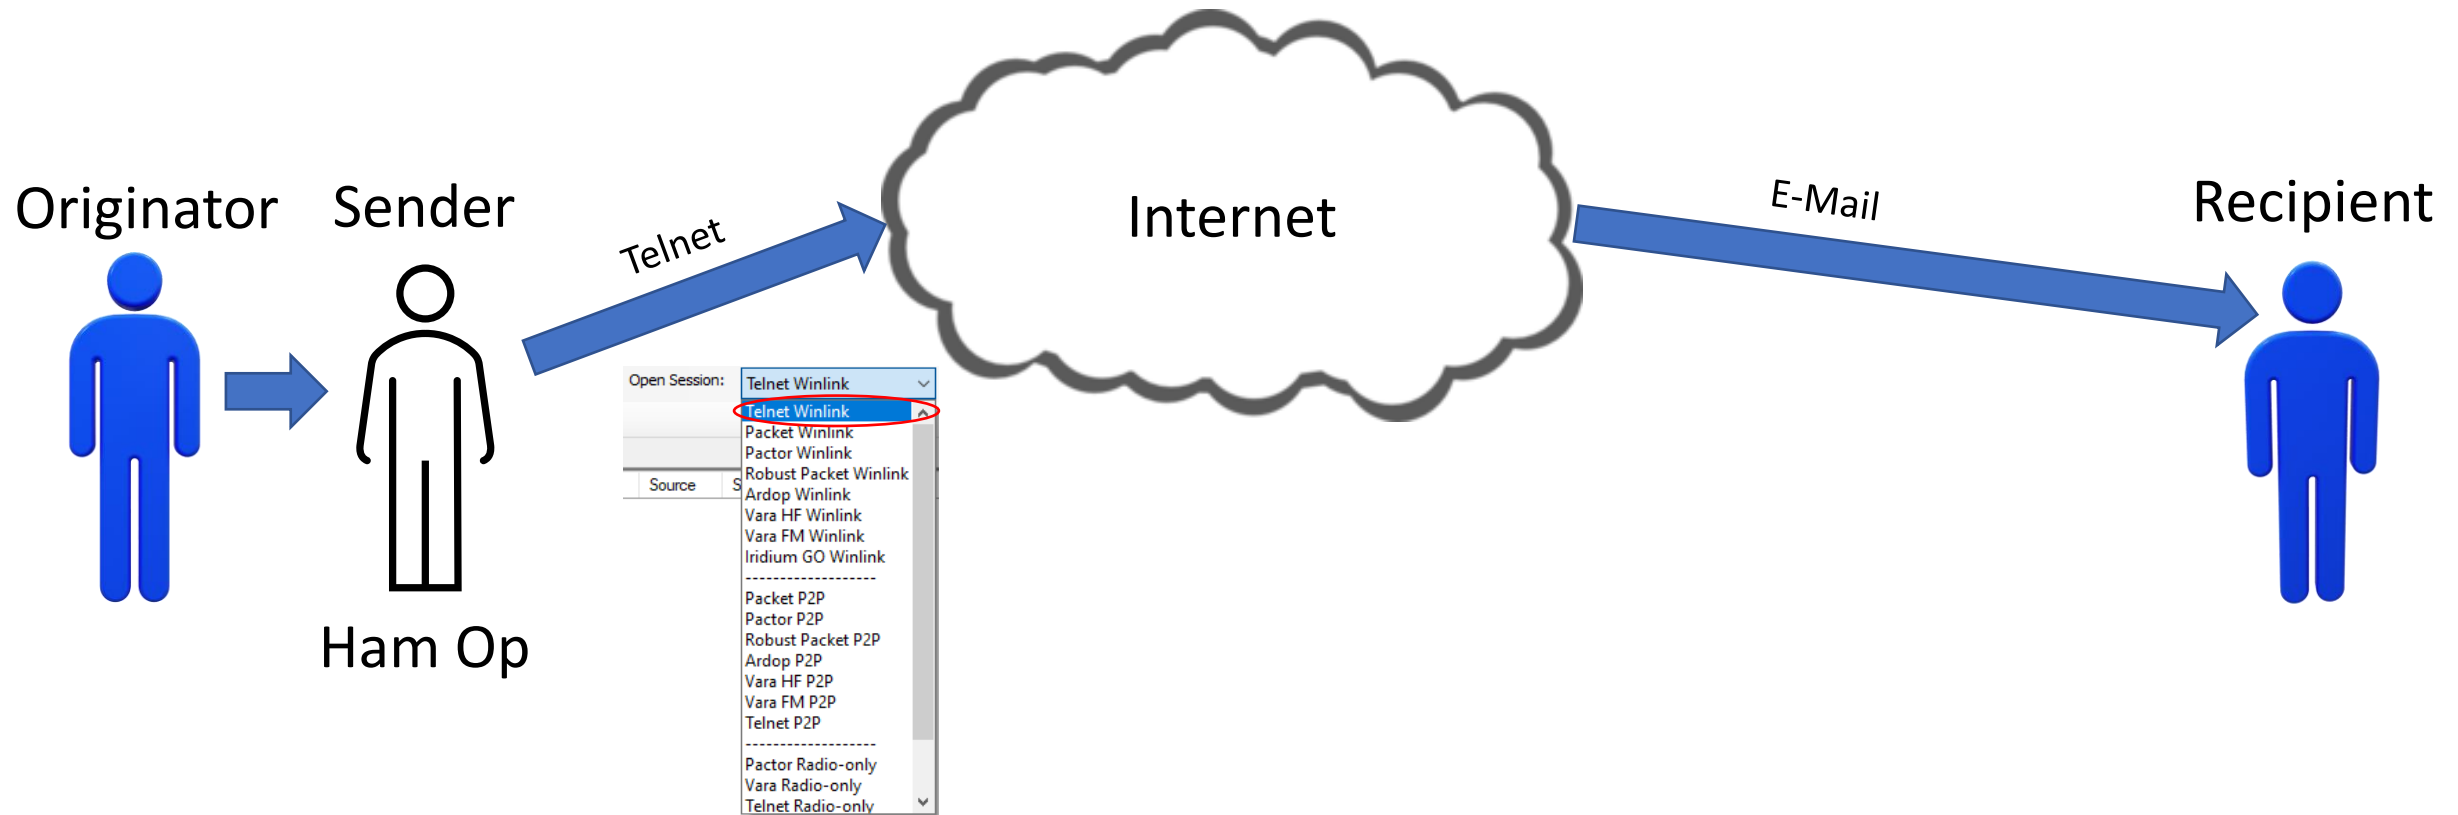 Originator
Sender
Telnet
Internet
E-Mail
Recipient
Ham Op
Open Session:
Telnet Winlink
Telnet Winlink
Packet Winlink
Pactor Winlink
Robust Packet Winlink
Ardop Winlink
Vara HF Winlink
Vara FM Winlink
Iridium GO Winlink
-------------------
Packet P2P
Pactor P2P
Robust Packet P2P
Ardop P2P
Vara HF P2P
Vara FM P2P
Telnet P2P
-------------------
Pactor Radio-only
Vara Radio-only
Telnet Radio-only
Source
S